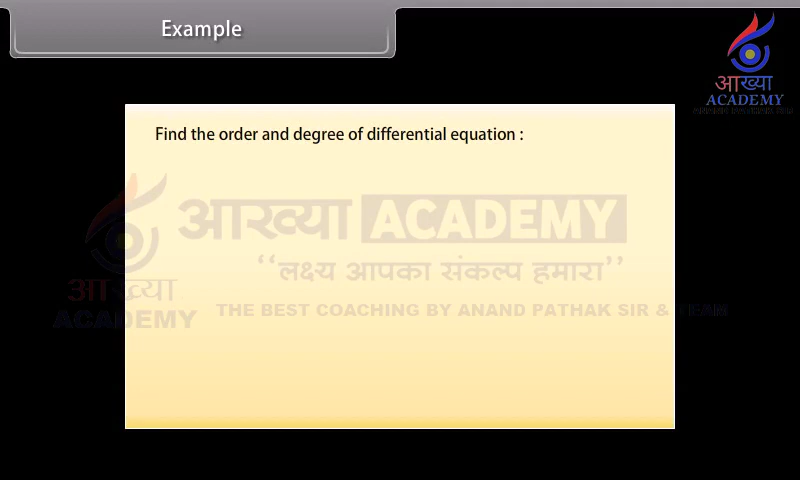 Example
आख्या
ACADEMY
Find the order and degree of differential equation :
आख्या ACADEMY
‘‘लक्ष्य आपका संकल्प हमारा’’
आख्या
ACADEMY
THE BEST COACHING BY ANAND PATHAK SIR & TEAM